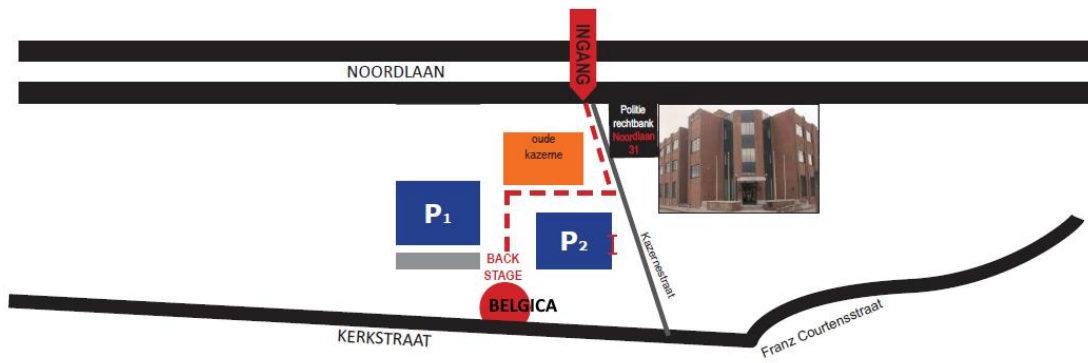 INGANG
NOORDLAAN
Politie
rechtbank
Noordlaan
31
oude
kazerne
P1
P2
Kazernestraat
BACK
STAGE
BELGICA
KERKSTRAAT
Franz Courtensstraat